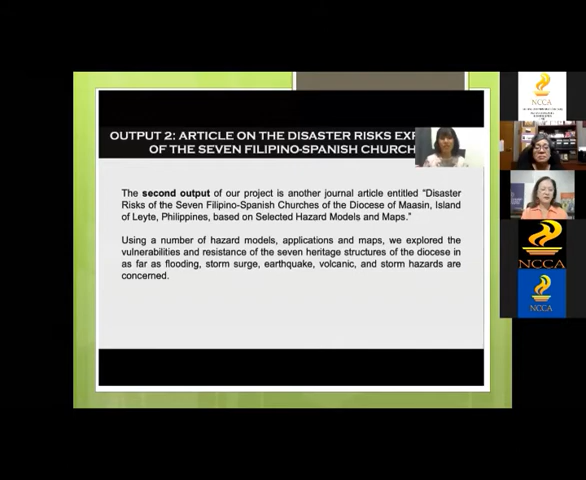 OUTPUT 2: ARTICLE ON THE DISASTER RISKS
OF THE SEVEN FILIPINO-SPANISH
The second output of our project is another journal article entitled “Disaster
Risks of the Seven Filipino-Spanish Churches of the Diocese of Maasin, Island
of Leyte, Philippines, based on Selected Hazard Models and Maps.”
Using a number of hazard models, applications and maps, we explored the
vulnerabilities and resistance of the seven heritage structures of the diocese in
as far as flooding, storm surge, earthquake, volcanic, and storm hazards are
concerned.
NCCA
NCCA
NCCA